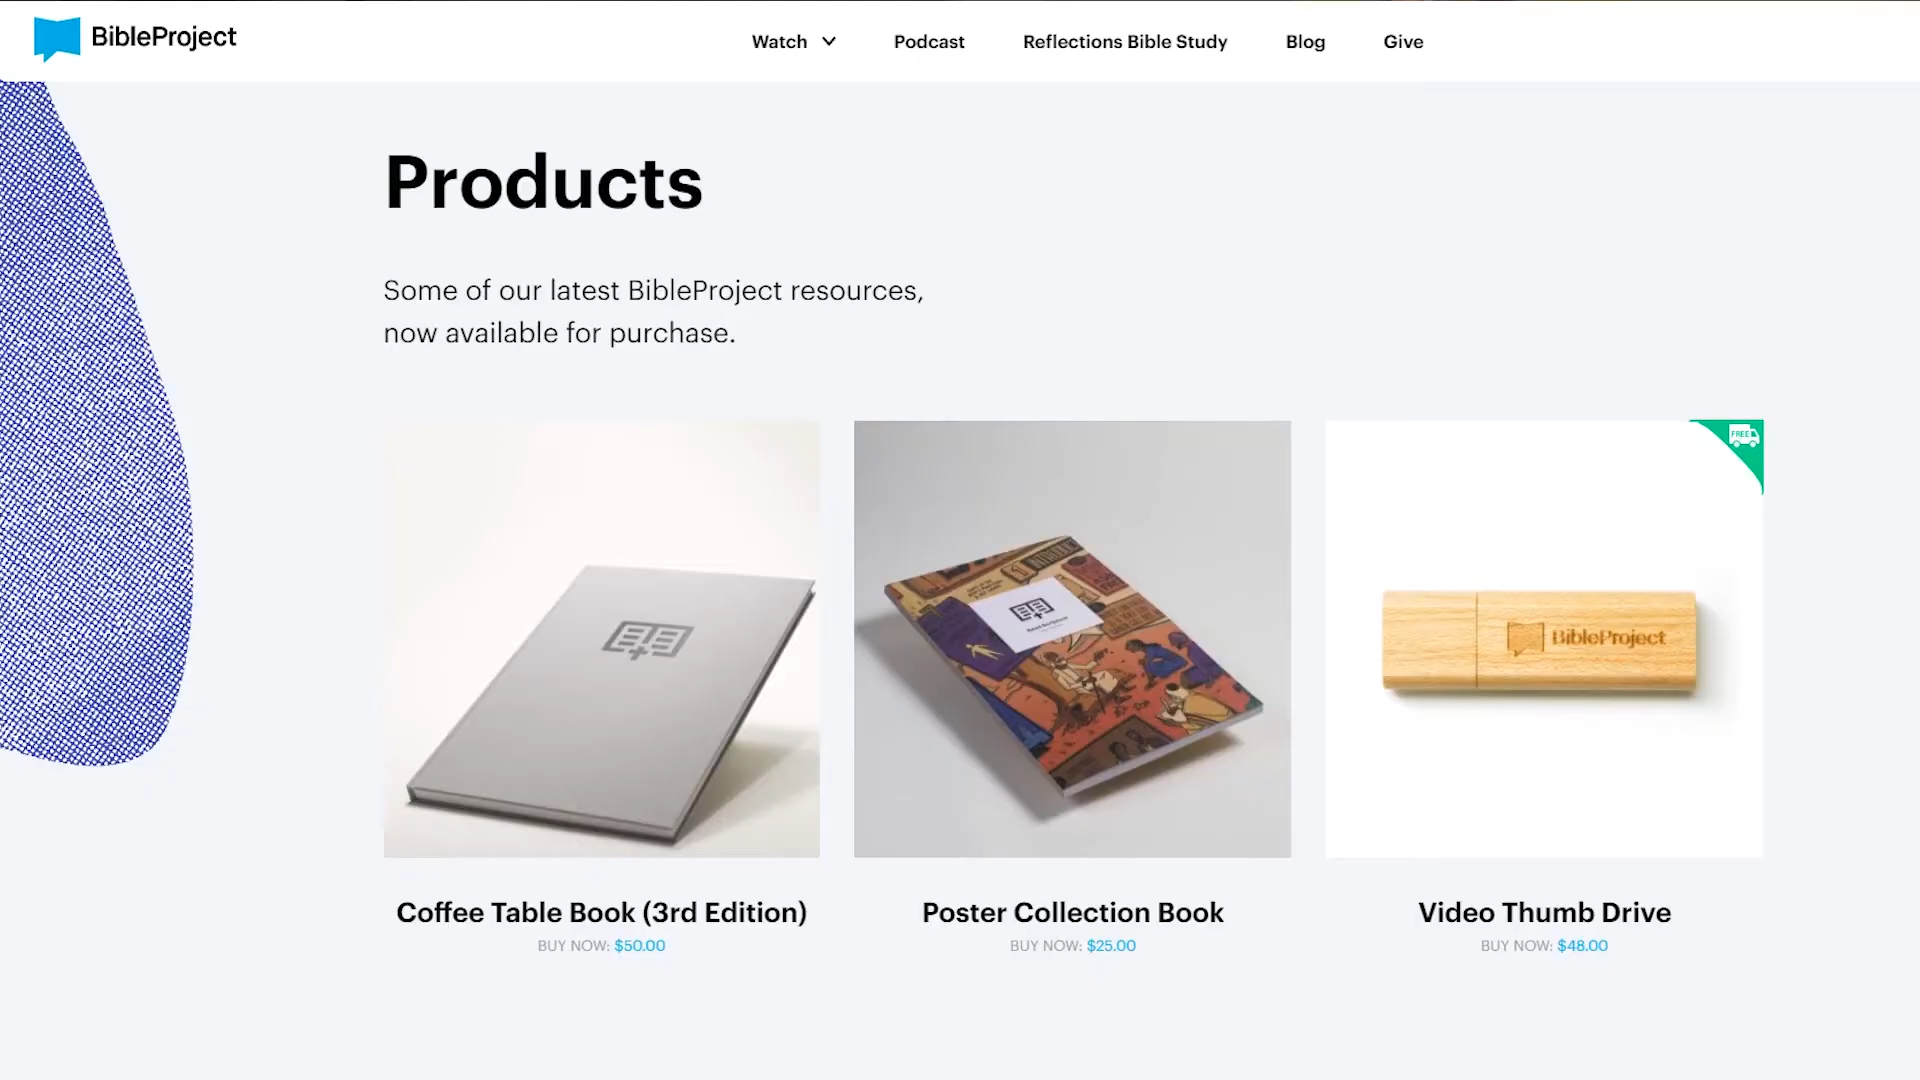 BibleProject
Watch
Podcast
Reflections Bible Study
Blog
Give
Products
Some of our latest BibleProject resources,
now available for purchase.
FREE
BibleProject
Coffee Table Book (3rd Edition)
BUY NOW: $50.00
Poster Collection Book
BUY NOW: $25.00
Video Thumb Drive
BUY NOW: $48.00